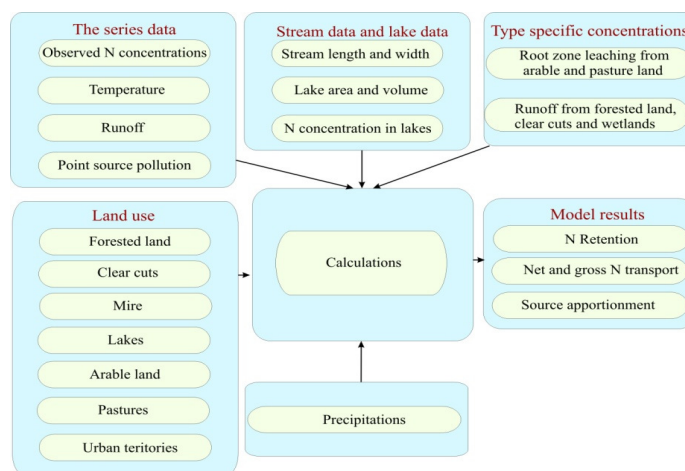 The series data
Observed N concentrations
Temperature
Runoff
Point source pollution
Stream data and lake data
Stream length and width
Lake area and volume
N concentration in lakes
Type specific concentrations
Root zone leaching from
arable and pasture land
Runoff from forested land,
clear cuts and wetlands
Land use
Forested land
Clear cuts
Mire
Lakes
Arable land
Pastures
Urban teritories
Calculations
Model results
N Retention
Net and gross N transport
Source apportionment
Precipitations